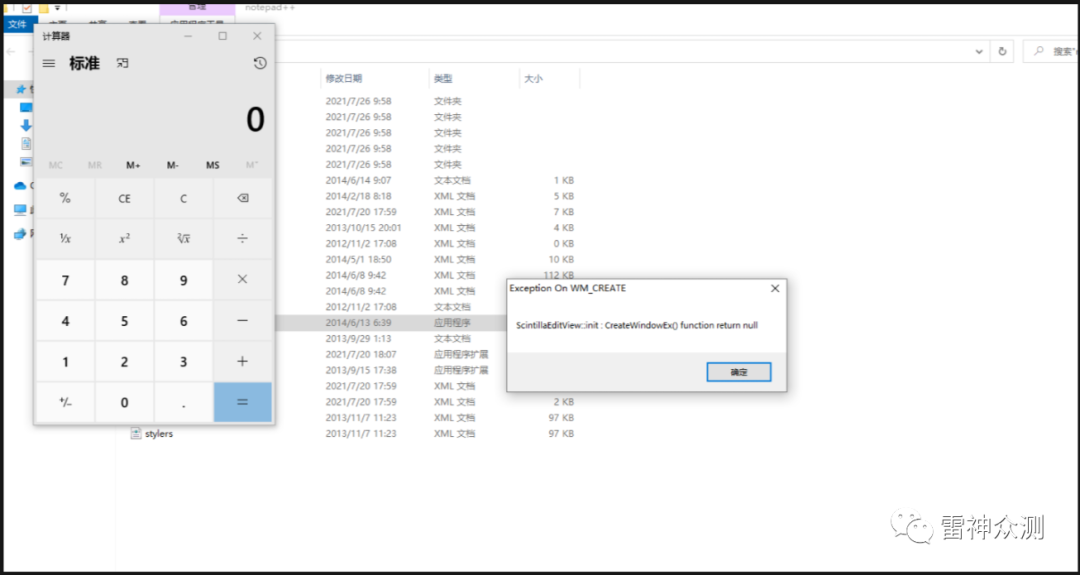 管理
notepad++
文件
应用程序工具
计算器
标准
0
MC MR M+ M- MS M˅
% CE C
⅟x x² ²√x ÷
7 8 9 ×
4 5 6 −
1 2 3 +
+/- 0 . =
搜索"
修改日期 类型 大小
2021/7/26 9:58 文件夹
2021/7/26 9:58 文件夹
2021/7/26 9:58 文件夹
2021/7/26 9:58 文件夹
2021/7/26 9:58 文件夹
2014/6/14 9:07 文本文档 1 KB
2014/2/18 8:18 XML 文档 5 KB
2021/7/20 17:59 XML 文档 7 KB
2013/10/15 20:01 XML 文档 4 KB
2012/11/2 17:08 XML 文档 0 KB
2014/5/1 18:50 XML 文档 10 KB
2014/6/8 9:42 XML 文档 112 KB
2014/6/8 9:42 XML 文档
2012/11/2 17:08 文本文档
2014/6/13 6:39 应用程序
2013/9/29 1:13 文本文档
2021/7/20 18:07 应用程序扩展
2013/9/15 17:38 应用程序扩展
2021/7/20 17:59 XML 文档
2021/7/20 17:59 XML 文档 2 KB
2013/11/7 11:23 XML 文档 97 KB
stylers 2013/11/7 11:23 XML 文档 97 KB
Exception On WM_CREATE
ScintillaEditView::init : CreateWindowEx() function return null
确定
雷神众测